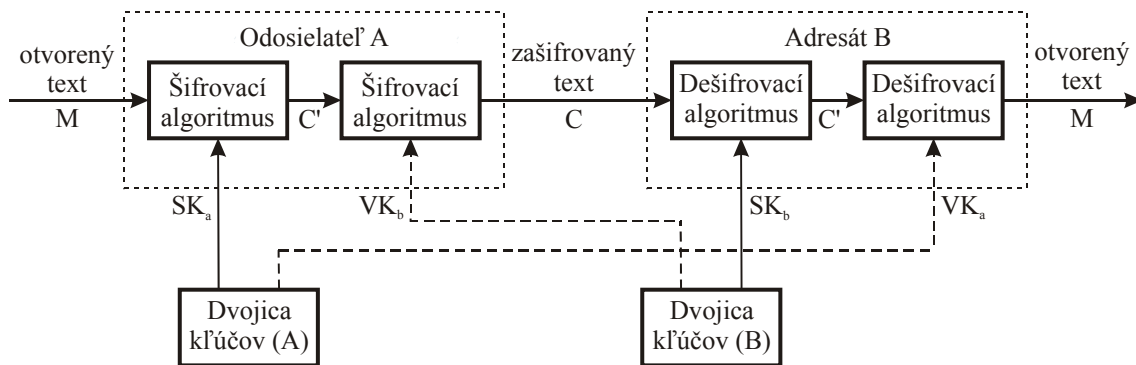 Odosielateľ A
Adresát B
otvorený
text
M
Šifrovací
algoritmus
C'
Šifrovací
algoritmus
zašifrovaný
text
C
Dešifrovací
algoritmus
C'
Dešifrovací
algoritmus
otvorený
text
M
SKa
VKb
SKb
VKa
Dvojica
kľúčov (A)
Dvojica
kľúčov (B)